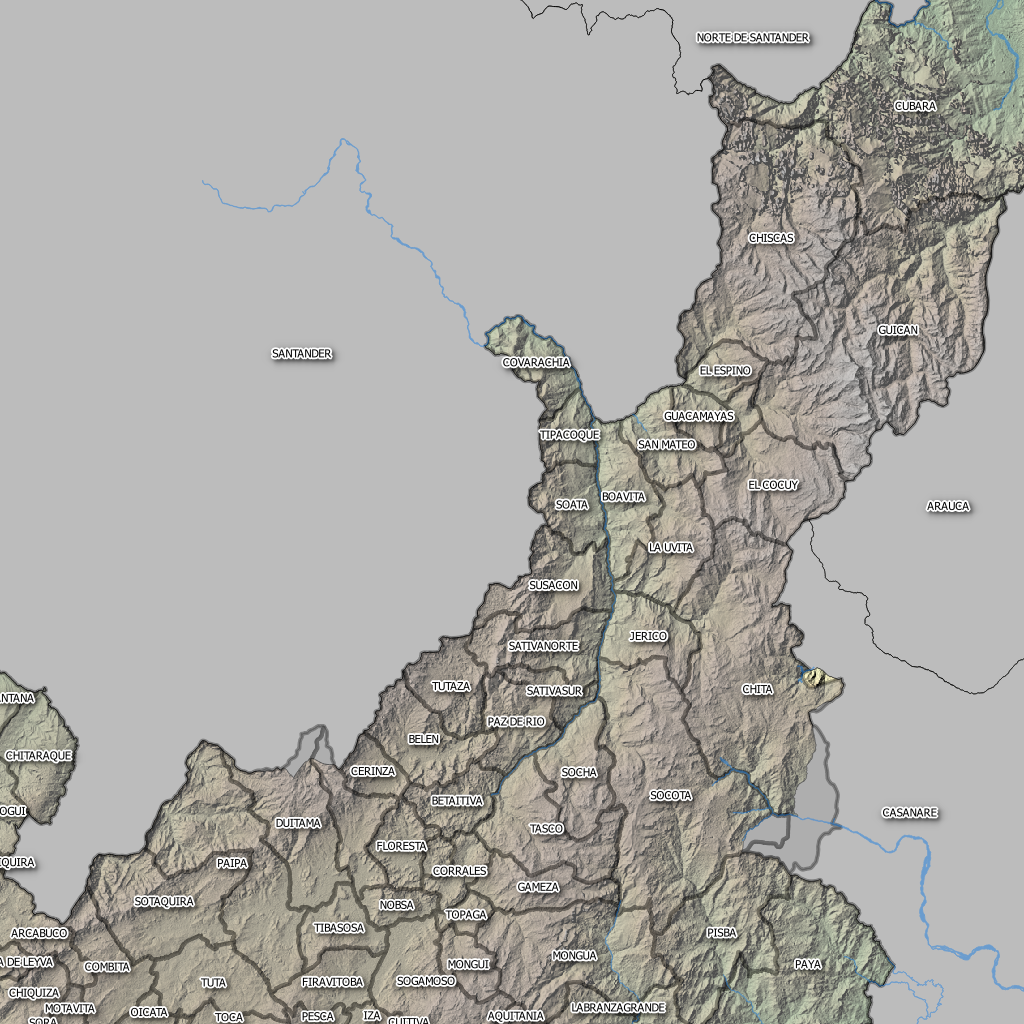 NORTE DE SANTANDER
CUBARA
CHISCAS
GUICAN
SANTANDER
COVARACHIA
EL ESPINO
GUACAMAYAS
TIPACOQUE
SAN MATEO
EL COCUY
BOAVITA
SOATA
ARAUCA
LA UVITA
SUSACON
JERICO
SATIVANORTE
TUTAZA
SATIVASUR
CHITA
NTANA
PAZ DE RIO
BELEN
CHITARAQUE
CERINZA
SOCHA
SOCOTA
BETAITIVA
OGUI
CASANARE
DUITAMA
TASCO
FLORESTA
QUIRA
PAIPA
CORRALES
GAMEZA
SOTAQUIRA
NOBSA
TOPAGA
TIBASOSA
ARCABUCO
PISBA
MONGUA
A DE LEYVA
COMBITA
MONGUI
PAYA
TUTA
FIRAVITOBA
SOGAMOSO
CHIQUIZA
MOTAVITA
OICATA
LABRANZAGRANDE
TOCA
PESCA
IZA
AQUITANIA
SORA
CUITIVA